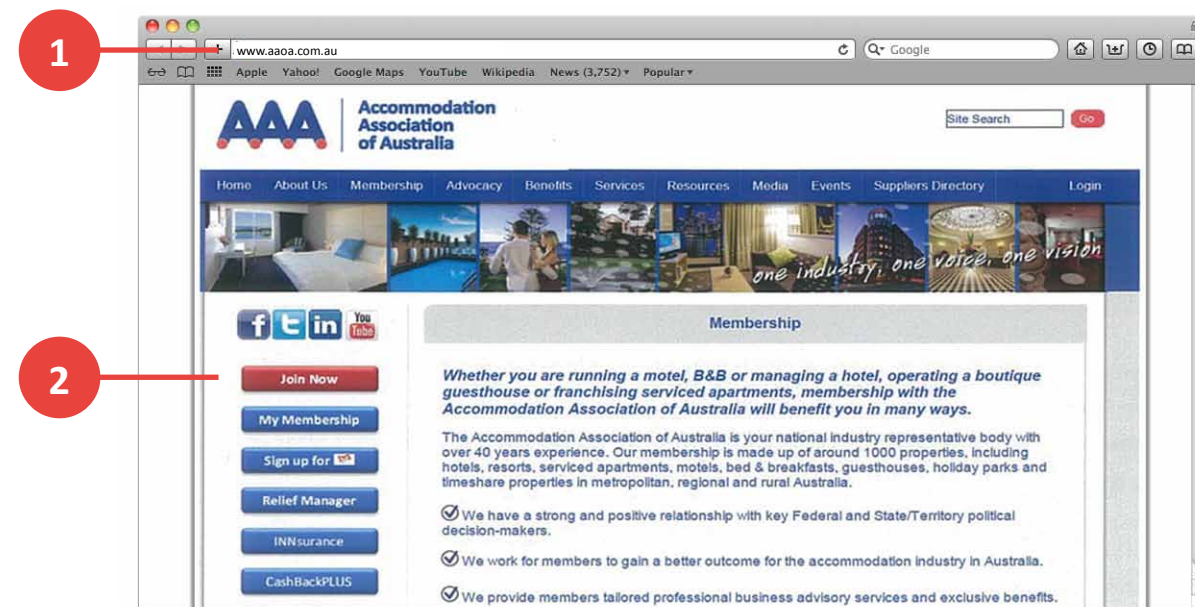 1
www.aaoa.com.au
Google
Apple Yahoo! Google Maps YouTube Wikipedia News (3,752) Popular
AAA
Accommodation
Association
of Australia
Site Search Go
Home About Us Membership Advocacy Benefits Services Resources Media Events Suppliers Directory Login
one industry, one voice, one vision
f t in You Tube
Membership
2
Join Now
My Membership
Sign up for
Relief Manager
INNsurance
CashBackPLUS
Whether you are running a motel, B&B or managing a hotel, operating a boutique
guesthouse or franchising serviced apartments, membership with the
Accommodation Association of Australia will benefit you in many ways.
The Accommodation Association of Australia is your national industry representative body with
over 40 years experience. Our membership is made up of around 1000 properties, including
hotels, resorts, serviced apartments, motels, bed & breakfasts, guesthouses, holiday parks and
timeshare properties in metropolitan, regional and rural Australia.
We have a strong and positive relationship with key Federal and State/Territory political
decision-makers.
We work for members to gain a better outcome for the accommodation industry in Australia.
We provide members tailored professional business advisory services and exclusive benefits.